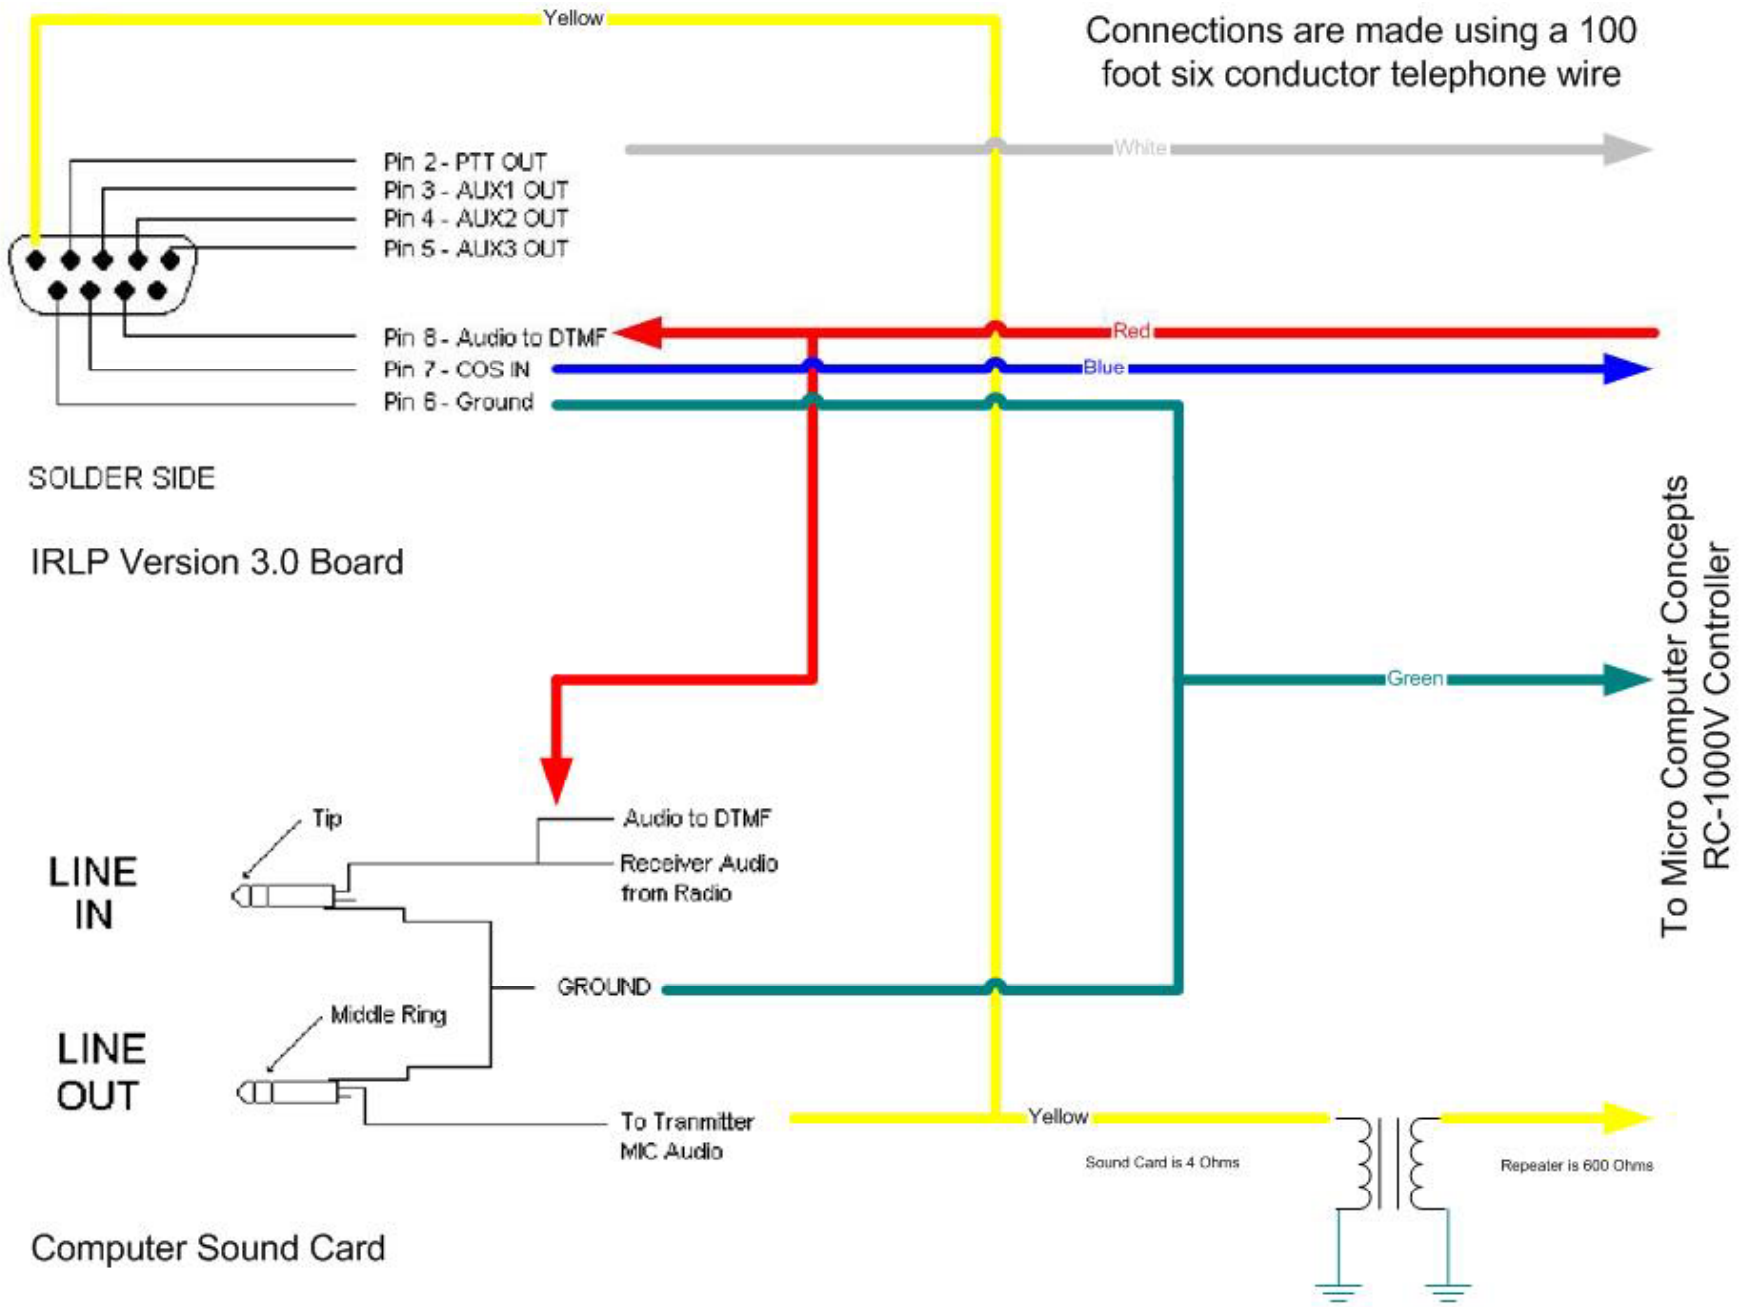 Yellow
Connections are made using a 100
foot six conductor telephone wire
White
Pin 2 - PTT OUT
Pin 3 - AUX1 OUT
Pin 4 - AUX2 OUT
Pin 5 - AUX3 OUT
Pin 8 - Audio to DTMF
Red
Pin 7 - COS IN
Blue
Pin 6 - Ground
SOLDER SIDE
IRLP Version 3.0 Board
Green
To Micro Computer Concepts
RC-1000V Controller
Tip
Audio to DTMF
LINE
IN
Receiver Audio
from Radio
GROUND
Middle Ring
LINE
OUT
To Tranmitter
MIC Audio
Yellow
Sound Card is 4 Ohms
Repeater is 600 Ohms
Computer Sound Card